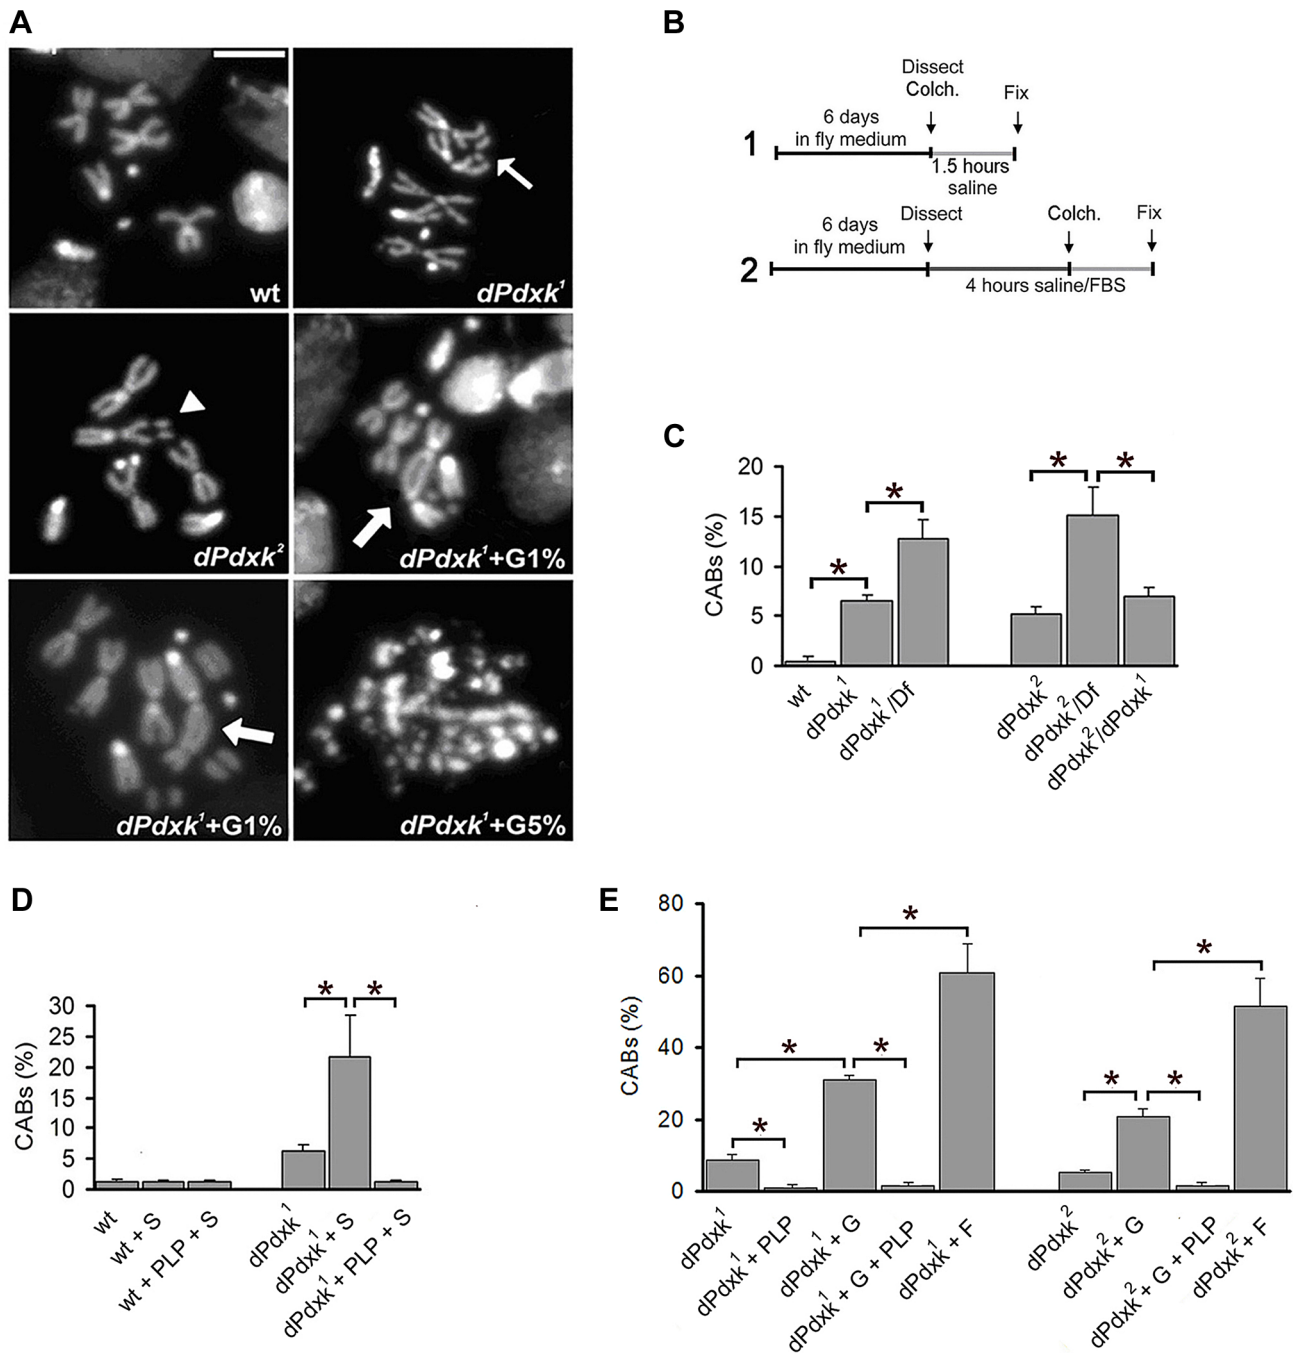 A
wt
dPdxk¹
dPdxk²
dPdxk¹+G1%
dPdxk¹+G1%
dPdxk¹+G5%
B
Dissect
Colch.
Fix
6 days
in fly medium
1
1.5 hours
saline
Dissect
Colch.
Fix
6 days
in fly medium
2
4 hours saline/FBS
C
CABs (%)
20
15
10
5
0
* * * *
wt
dPdxk¹
dPdxk¹/Df
dPdxk²
dPdxk²/Df
dPdxk²/dPdxk¹
D
CABs (%)
30
25
20
15
10
5
0
* *
wt
wt + S
wt + PLP + S
dPdxk¹
dPdxk¹ + S
dPdxk¹ + PLP + S
E
CABs (%)
80
60
40
20
0
* * * * * * *
dPdxk¹
dPdxk¹ + PLP
dPdxk¹ + G
dPdxk¹ + G + PLP
dPdxk¹ + F
dPdxk²
dPdxk² + G
dPdxk² + G + PLP
dPdxk² + F